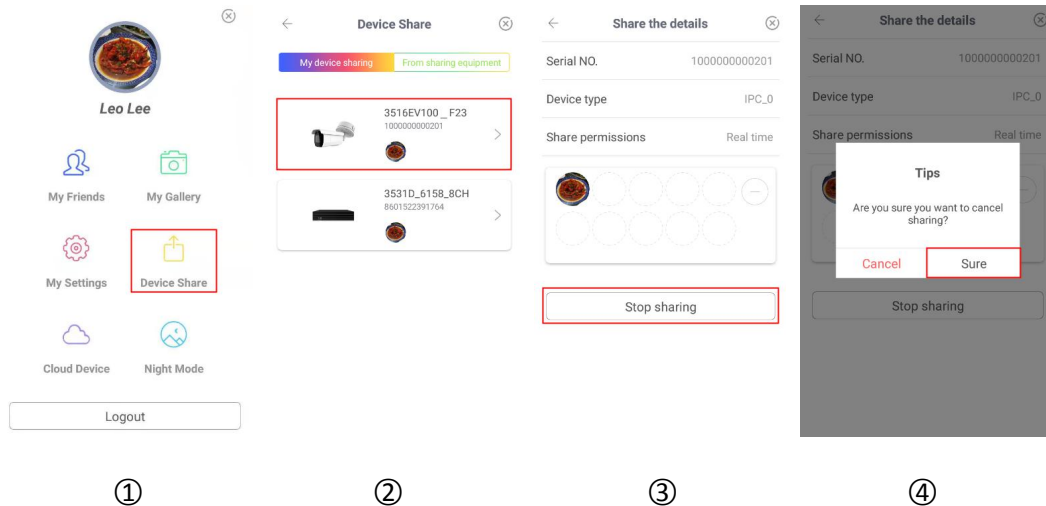 Leo Lee
My Friends
My Gallery
My Settings
Device Share
Cloud Device
Night Mode
Logout
①
Device Share
My device sharing
From sharing equipment
3516EV100 _ F23
1000000000201
3531D_6158_8CH
8601522391764
②
Share the details
Serial NO.
1000000000201
Device type
IPC_0
Share permissions
Real time
Stop sharing
③
Share the details
Serial NO.
1000000000201
Device type
IPC_0
Share permissions
Real time
Tips
Are you sure you want to cancel
sharing?
Cancel
Sure
Stop sharing
④